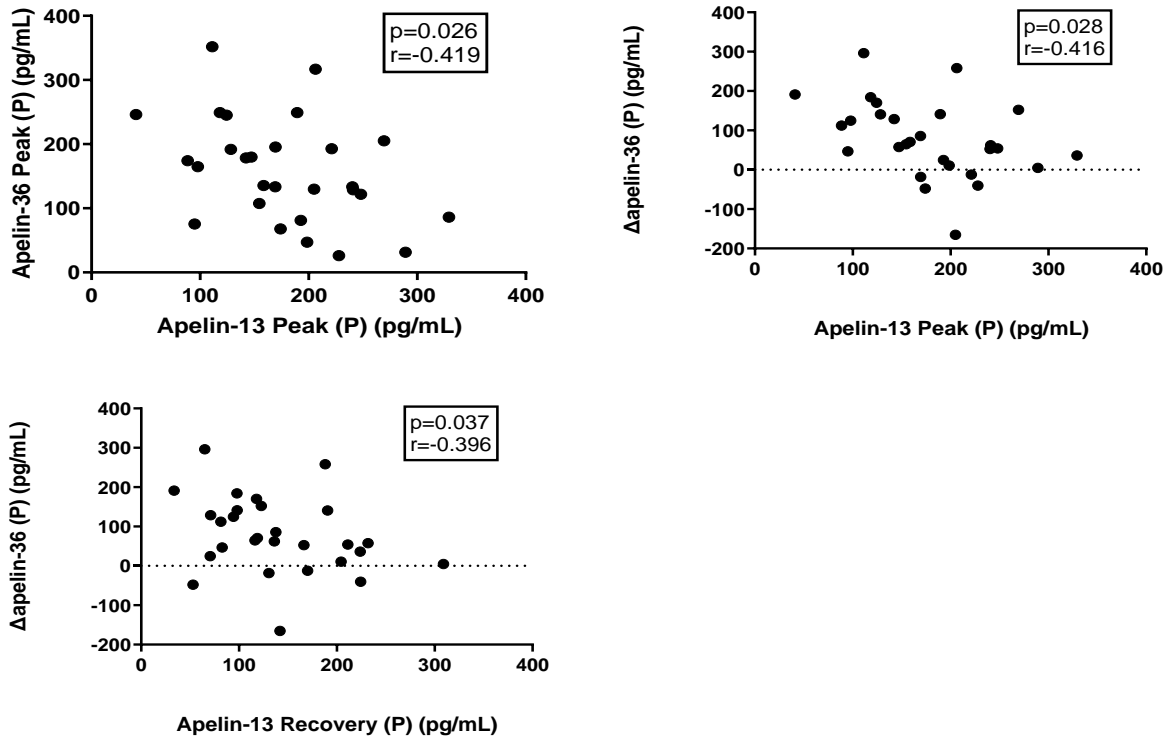 Apelin-36 Peak (P) (pg/mL)
400
300
200
100
0
p=0.026
r=-0.419
0 100 200 300 400
Apelin-13 Peak (P) (pg/mL)
Δapelin-36 (P) (pg/mL)
400
300
200
100
0
-100
-200
p=0.028
r=-0.416
0 100 200 300 400
Apelin-13 Peak (P) (pg/mL)
Δapelin-36 (P) (pg/mL)
400
300
200
100
0
-100
-200
p=0.037
r=-0.396
0 100 200 300 400
Apelin-13 Recovery (P) (pg/mL)